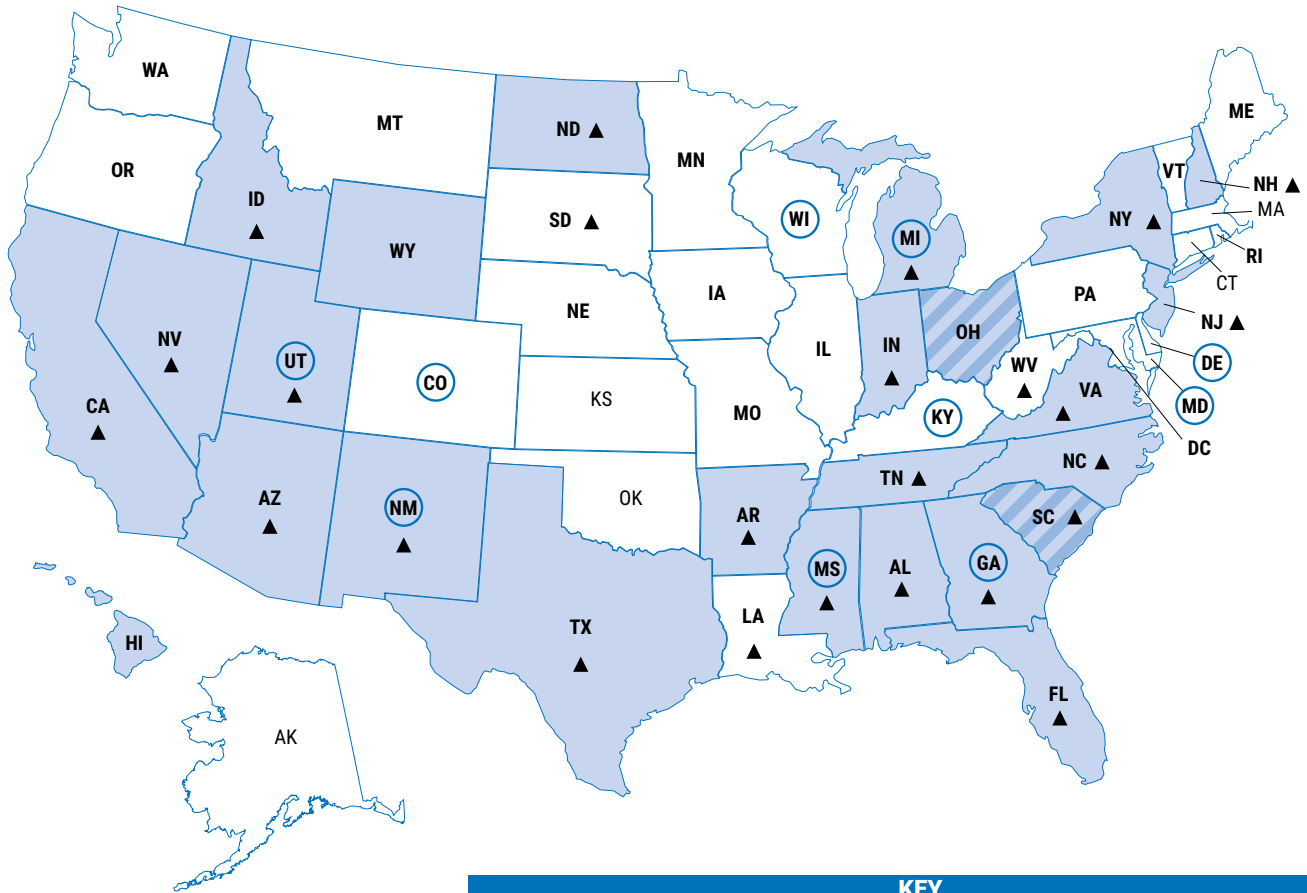 WA
MT
ND ▲
MN
ME
OR
ID
▲
SD ▲
WI
MI
▲
NY ▲
VT
NH ▲
MA
RI
CT
WY
NE
IA
PA
NJ ▲
NV
▲
UT
▲
CO
IL
IN
▲
OH
WV
▲
DE
MD
DC
CA
▲
KS
MO
KY
VA
▲
AZ
▲
NM
▲
OK
AR
▲
TN ▲
NC ▲
SC ▲
MS
▲
AL
▲
GA
▲
HI
TX
▲
LA
▲
FL
▲
AK
KEY